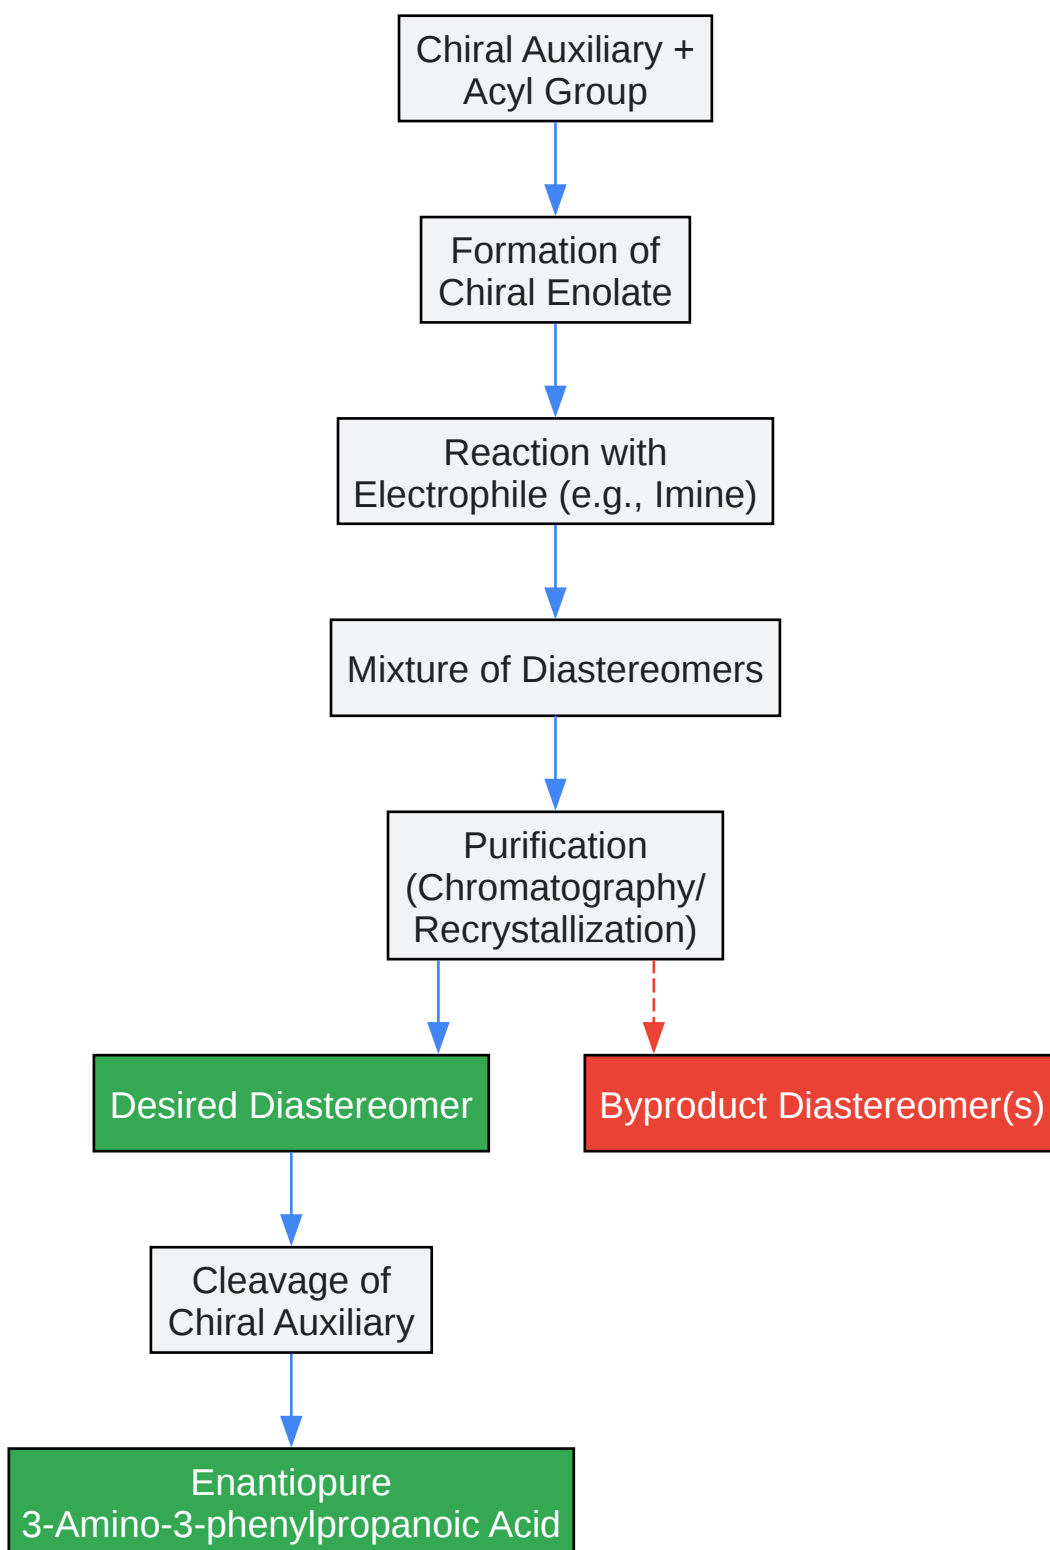 Chiral Auxiliary +
Acyl Group
Formation of
Chiral Enolate
Reaction with
Electrophile (e.g., Imine)
Mixture of Diastereomers
Purification
(Chromatography/
Recrystallization)
Desired Diastereomer
Byproduct Diastereomer(s)
Cleavage of
Chiral Auxiliary
Enantiopure
3-Amino-3-phenylpropanoic Acid